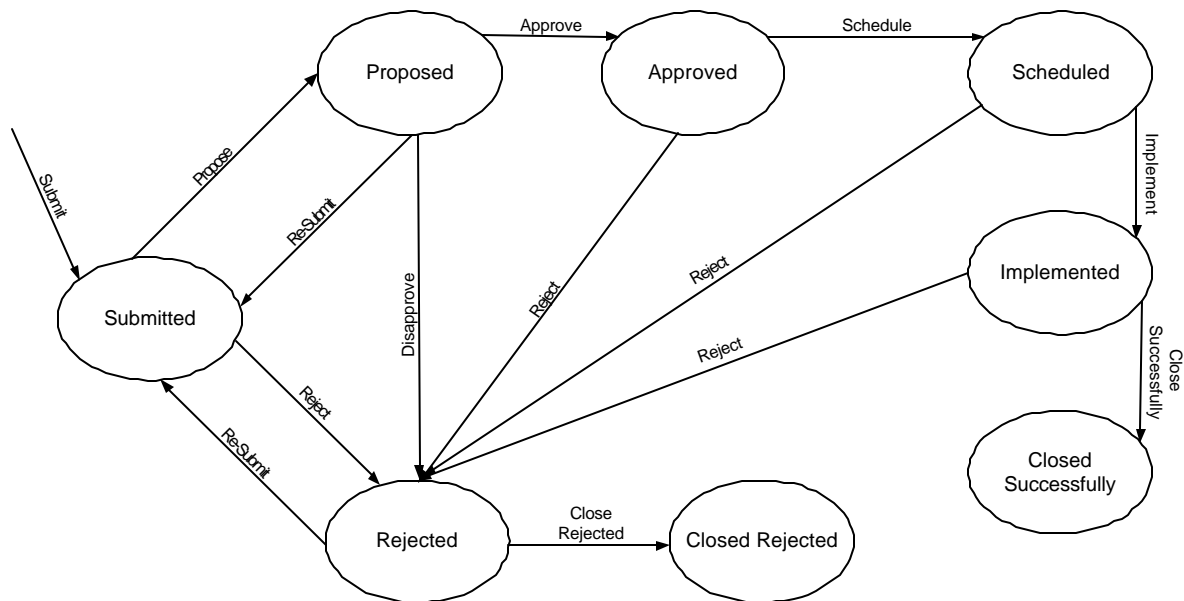 Approve
Schedule
Proposed
Approved
Scheduled
Submit
Propose
Re-Submit
Implement
Disapprove
Reject
Reject
Implemented
Submitted
Reject
Close
Successfully
Reject
Re-Submit
Closed
Successfully
Close
Rejected
Rejected
Closed Rejected